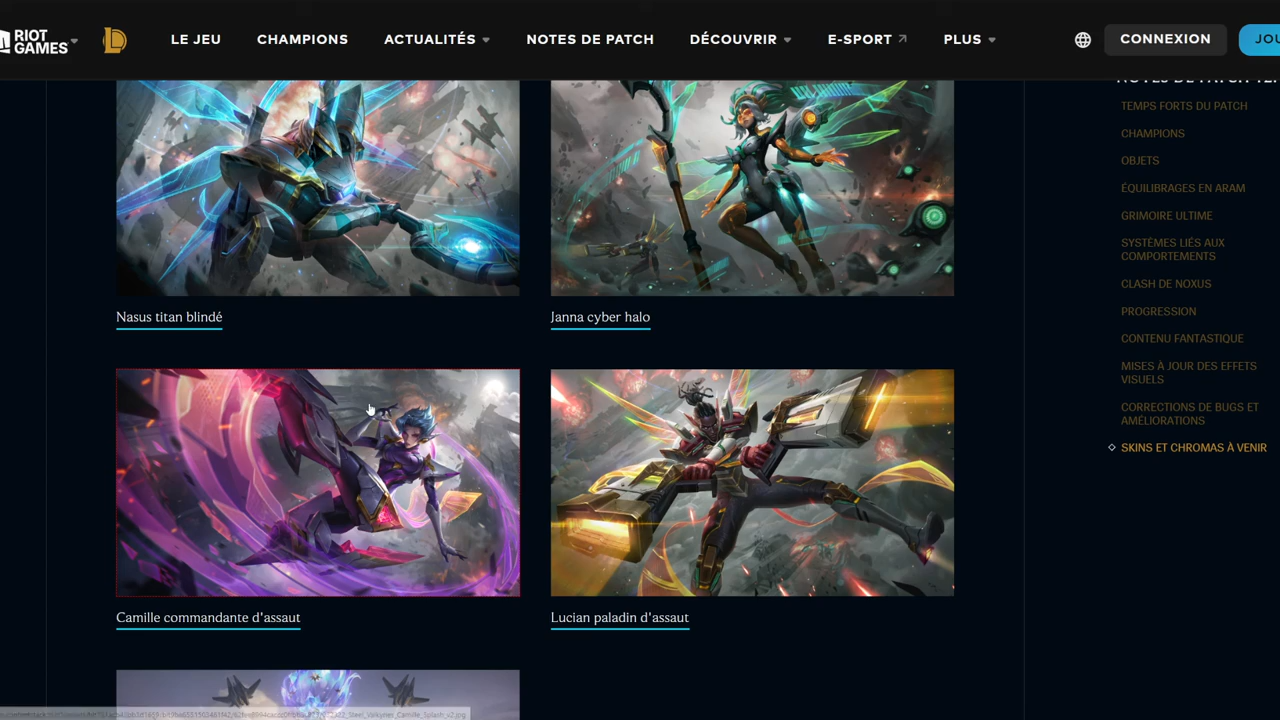 RIOT GAMES
LE JEU
CHAMPIONS
ACTUALITÉS
NOTES DE PATCH
DÉCOUVRIR
E-SPORT
PLUS
CONNEXION
TEMPS FORTS DU PATCH
CHAMPIONS
OBJETS
ÉQUILIBRAGES EN ARAM
GRIMOIRE ULTIME
SYSTÈMES LIÉS AUX
COMPORTEMENTS
CLASH DE NOXUS
PROGRESSION
CONTENU FANTASTIQUE
MISES À JOUR DES EFFETS
VISUELS
CORRECTIONS DE BUGS ET
AMÉLIORATIONS
SKINS ET CHROMAS À VENIR
Nasus titan blindé
Janna cyber halo
Camille commandante d'assaut
Lucian paladin d'assaut